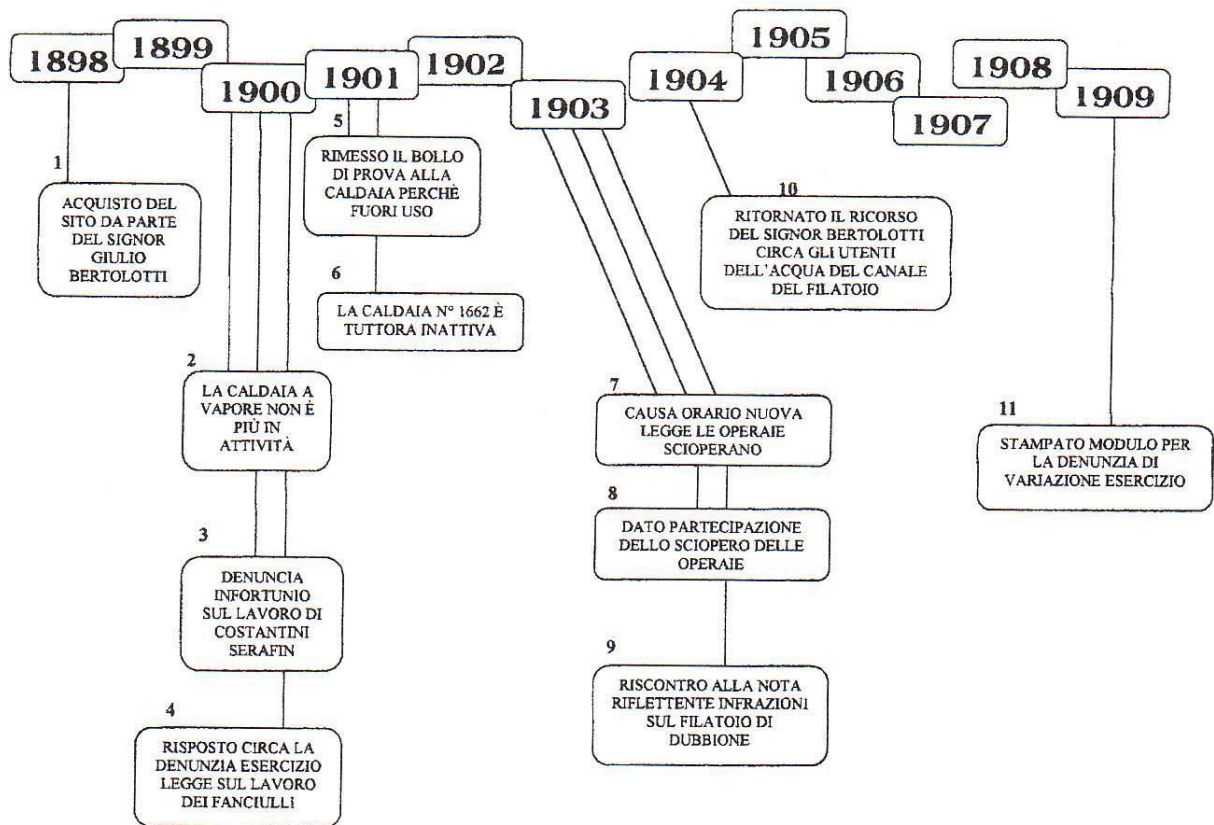 1898
1899
1900
1901
1902
1903
1904
1905
1906
1907
1908
1909
1
ACQUISTO DEL
SITO DA PARTE
DEL SIGNOR
GIULIO
BERTOLOTTI
2
LA CALDAIA A
VAPORE NON È
PIÙ IN
ATTIVITÀ
3
DENUNCIA
INFORTUNIO
SUL LAVORO DI
COSTANTINI
SERAFIN
4
RISPOSTO CIRCA LA
DENUNZIA ESERCIZIO
LEGGE SUL LAVORO
DEI FANCIULLI
5
RIMESSO IL BOLLO
DI PROVA ALLA
CALDAIA PERCHÈ
FUORI USO
6
LA CALDAIA N° 1662 È
TUTTORA INATTIVA
7
CAUSA ORARIO NUOVA
LEGGE LE OPERAIE
SCIOPERANO
8
DATO PARTECIPAZIONE
DELLO SCIOPERO DELLE
OPERAIE
9
RISCONTRO ALLA NOTA
RIFLETTENTE INFRAZIONI
SUL FILATOIO DI
DUBBIONE
10
RITORNATO IL RICORSO
DEL SIGNOR BERTOLOTTI
CIRCA GLI UTENTI
DELL'ACQUA DEL CANALE
DEL FILATOIO
11
STAMPATO MODULO PER
LA DENUNZIA DI
VARIAZIONE ESERCIZIO